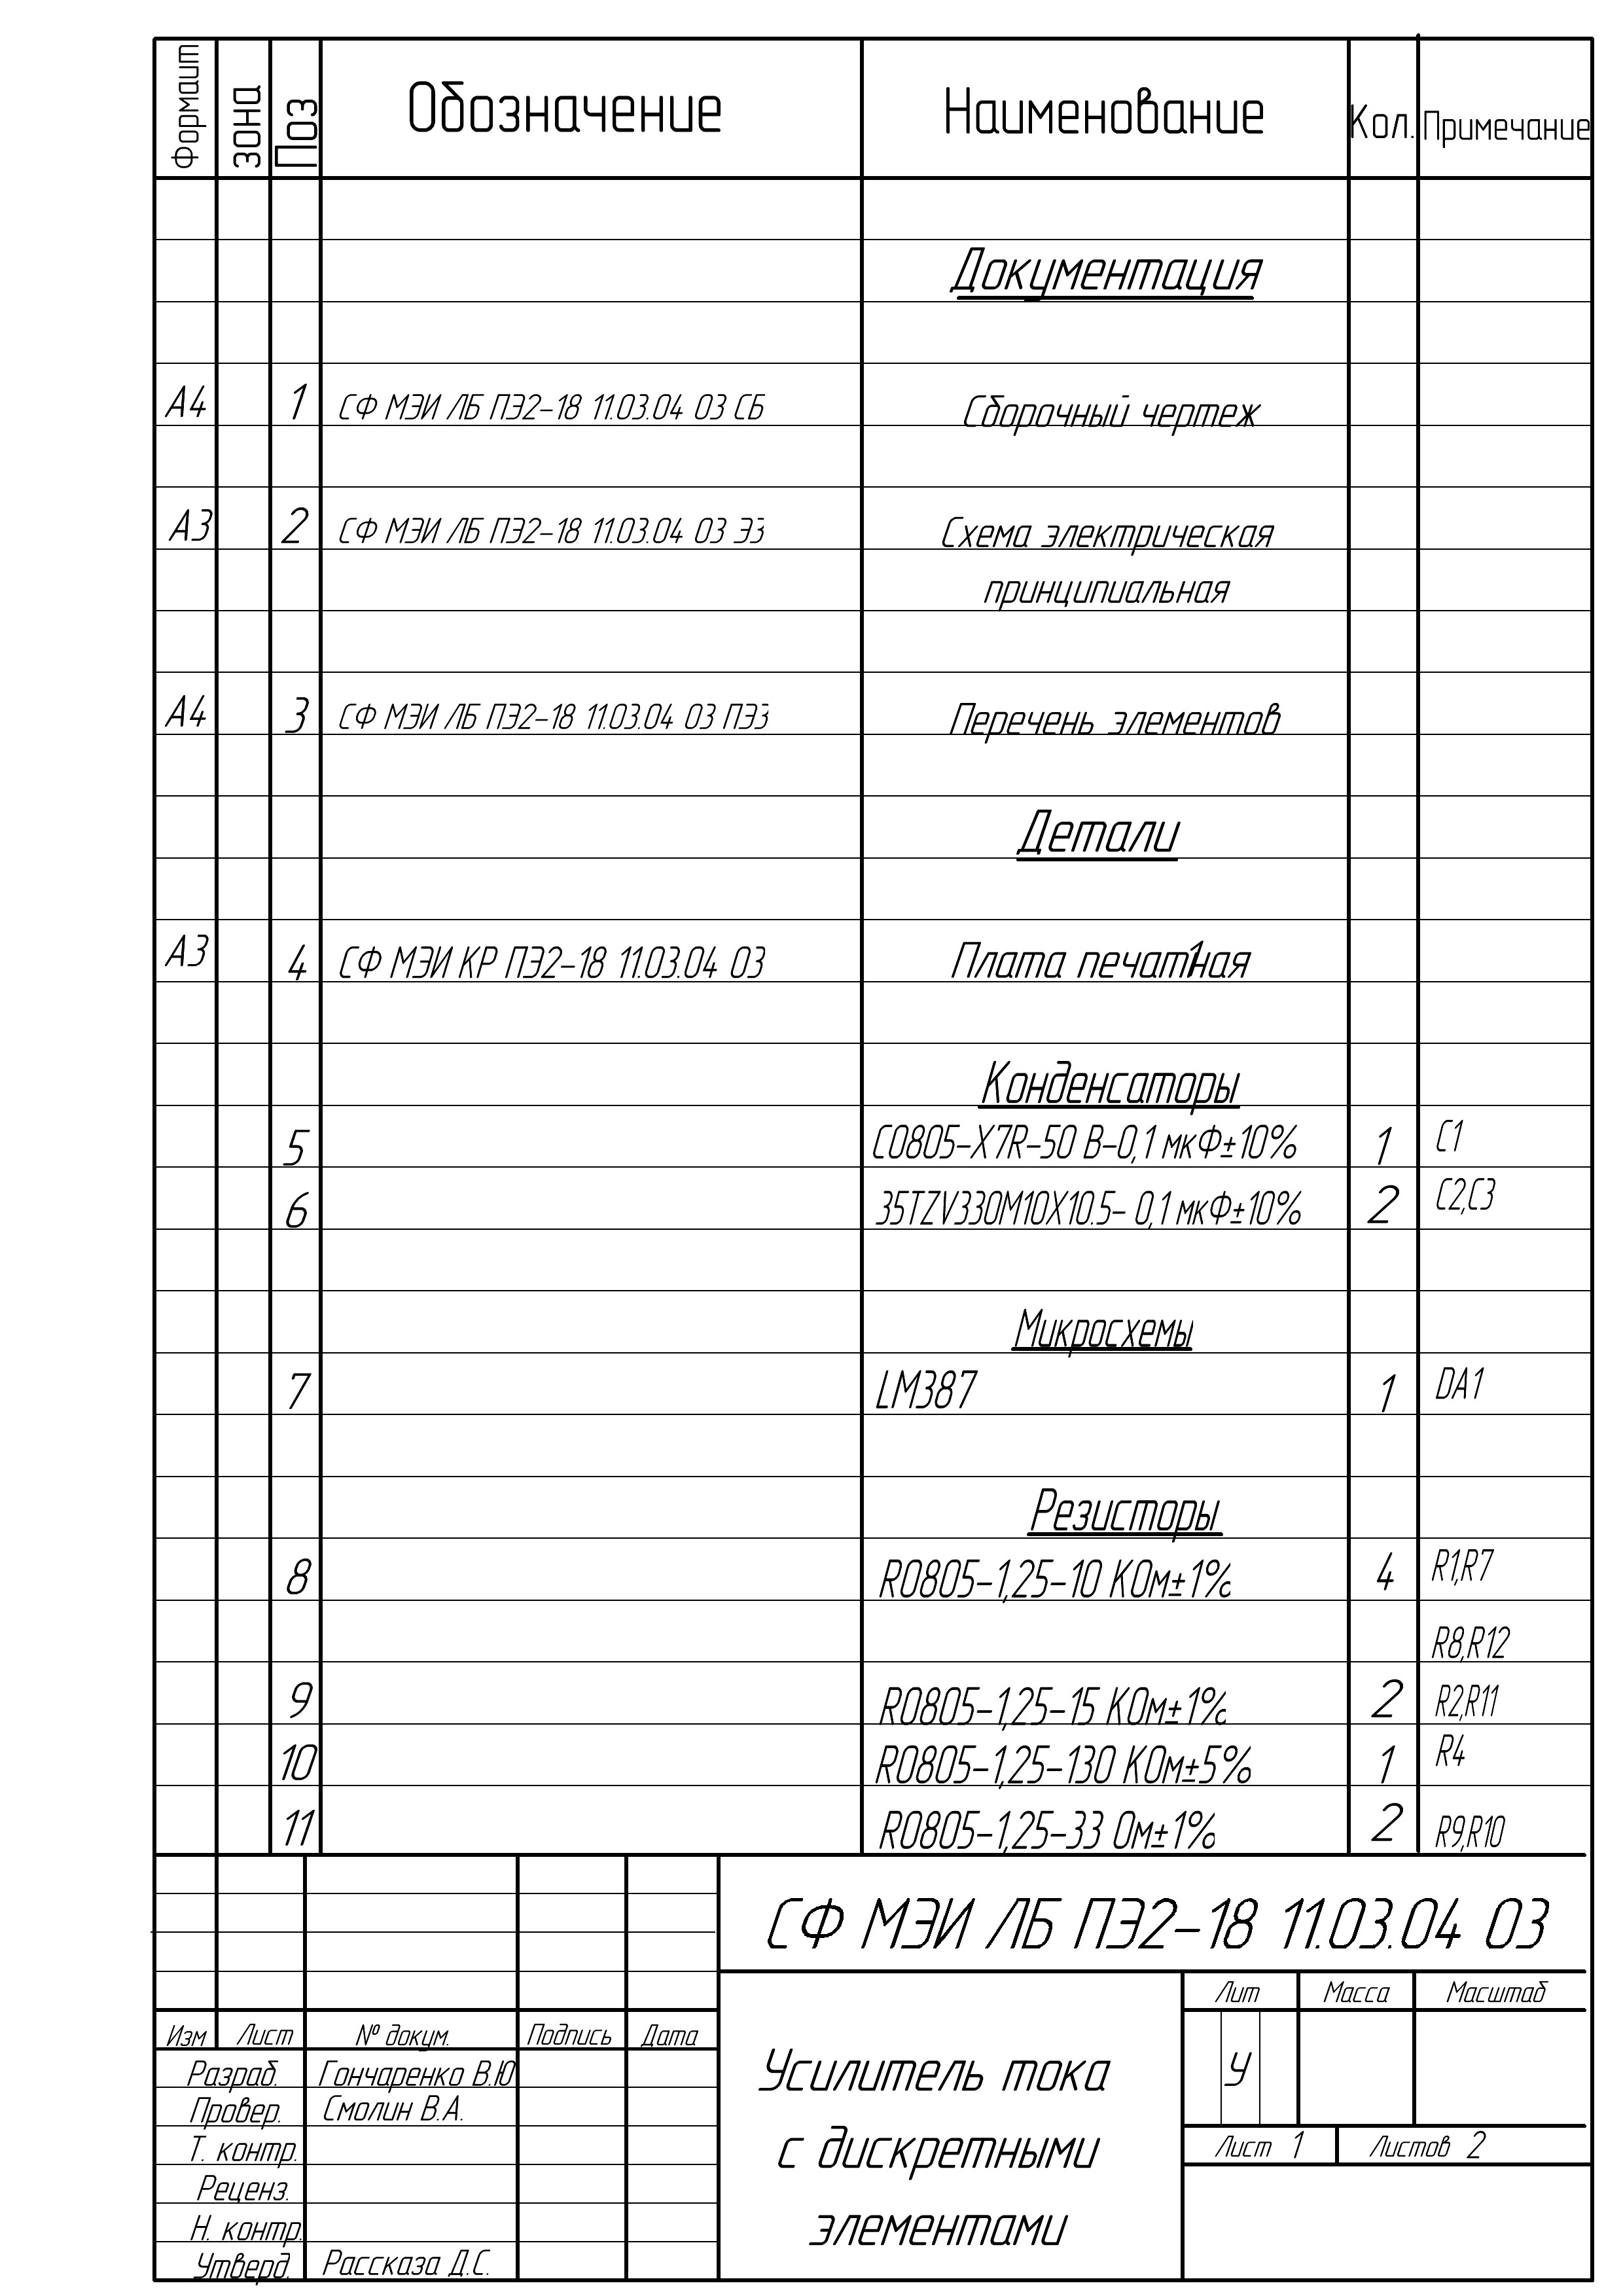 Формаит зона Поз Обозначение Наименование Кол. Примечание
Документация
А4 1 СФ МЭИ ЛБ ПЭ2-18 11.03.04 03 СБ Сборочный чертеж
А3 2 СФ МЭИ ЛБ ПЭ2-18 11.03.04 03 Э3 Схема электрическая
принципиальная
А4 3 СФ МЭИ ЛБ ПЭ2-18 11.03.04 03 ПЭ3 Перечень элементов
Детали
А3 4 СФ МЭИ КР ПЭ2-18 11.03.04 03 Плата печатная 1
Конденсаторы
5 C0805-X7R-50 В-0,1 мкФ±10% 1 C1
6 35TZV330M10X10.5- 0,1 мкФ±10% 2 C2,C3
Микросхемы
7 LM387 1 DA1
Резисторы
8 R0805-1,25-10 КОм±1% 4 R1,R7
R8,R12
9 R0805-1,25-15 КОм±1% 2 R2,R11
10 R0805-1,25-130 КОм±5% 1 R4
11 R0805-1,25-33 Ом±1% 2 R9,R10
СФ МЭИ ЛБ ПЭ2-18 11.03.04 03
Изм Лист № докум. Подпись Дата
Разраб. Гончаренко В.Ю
Провер. Смолин В.А.
Т. контр.
Реценз.
Н. контр.
Утверд. Рассказа Д.С.
Усилитель тока
с дискретными
элементами
Лит Масса Масштаб
У
Лист 1 Листов 2